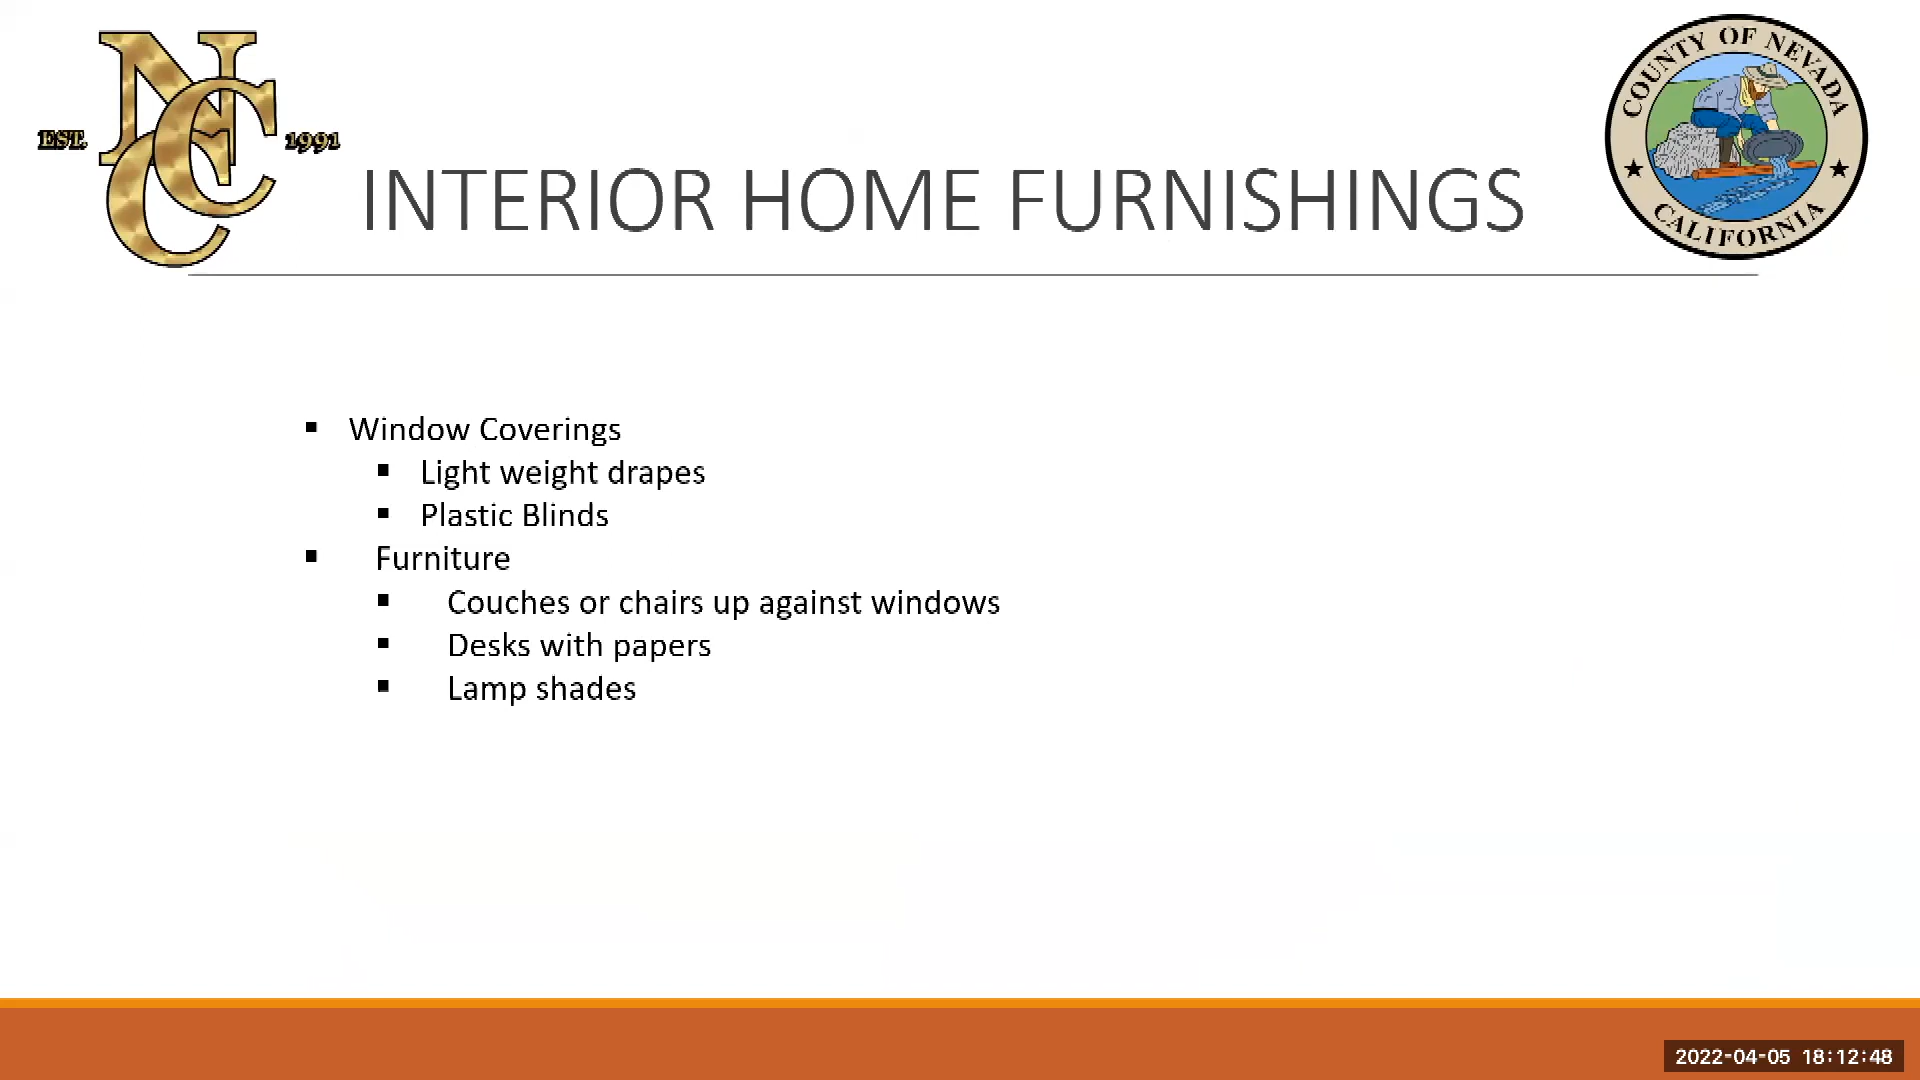 NCC
EST. 1991
COUNTY OF NEVADA
CALIFORNIA
INTERIOR HOME FURNISHINGS
▪ Window Coverings
▪ Light weight drapes
▪ Plastic Blinds
▪ Furniture
▪ Couches or chairs up against windows
▪ Desks with papers
▪ Lamp shades
2022-04-05 18:12:48